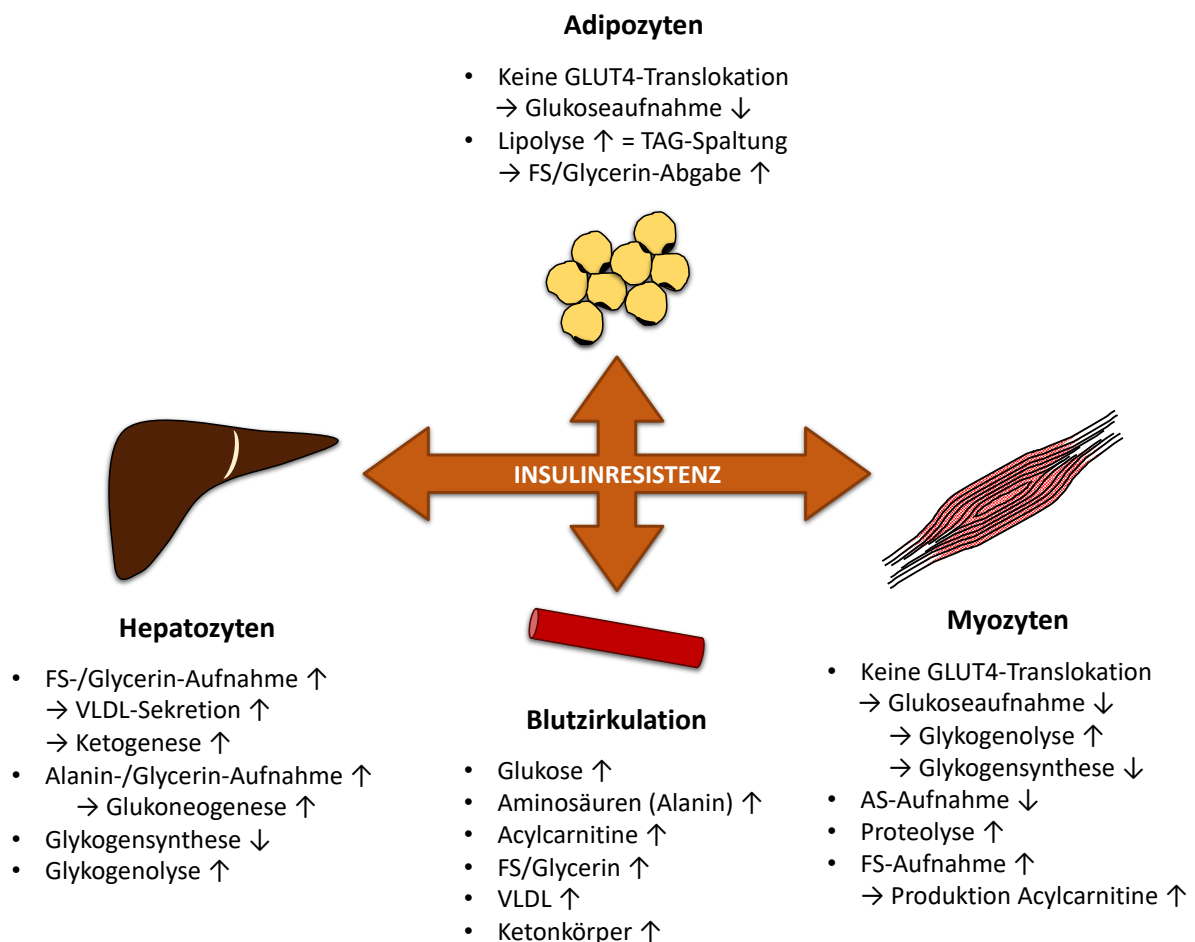 Adipozyten
• Keine GLUT4-Translokation
→ Glukoseaufnahme ↓
• Lipolyse ↑ = TAG-Spaltung
→ FS/Glycerin-Abgabe ↑
INSULINRESISTENZ
Hepatozyten
• FS-/Glycerin-Aufnahme ↑
→ VLDL-Sekretion ↑
→ Ketogenese ↑
• Alanin-/Glycerin-Aufnahme ↑
→ Glukoneogenese ↑
• Glykogensynthese ↓
• Glykogenolyse ↑
Blutzirkulation
• Glukose ↑
• Aminosäuren (Alanin) ↑
• Acylcarnitine ↑
• FS/Glycerin ↑
• VLDL ↑
• Ketonkörper ↑
Myozyten
• Keine GLUT4-Translokation
→ Glukoseaufnahme ↓
→ Glykogenolyse ↑
→ Glykogensynthese ↓
• AS-Aufnahme ↓
• Proteolyse ↑
• FS-Aufnahme ↑
→ Produktion Acylcarnitine ↑